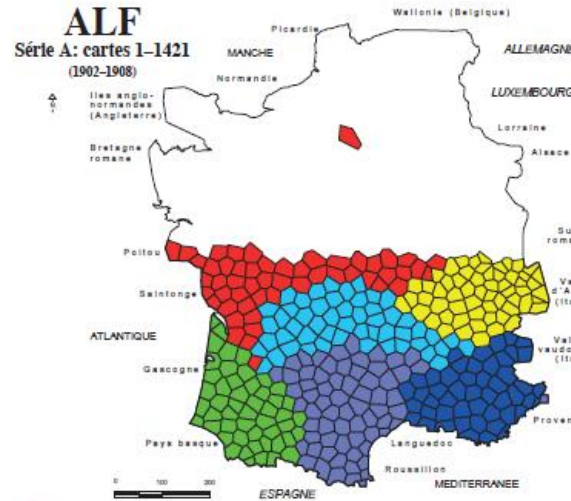 ALF
Série A: cartes 1–1421
(1902–1908)
Wallonie (Belgique)
Picardie
MANCHE
ALLEMAGNE
Normandie
LUXEMBOURG
Iles anglo-
normandes
(Angleterre)
Lorraine
Bretagne
romane
Alsace
Poitou
Saintonge
ATLANTIQUE
Gascogne
Proven
Pays basque
Languedoc
Roussillon
MEDITERRANEE
ESPAGNE
0 100 200